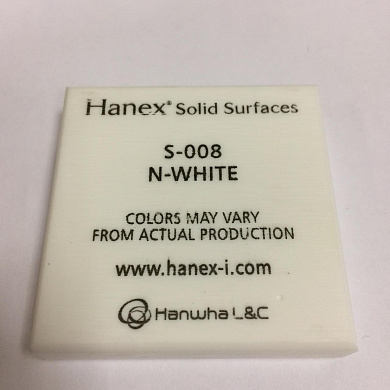 Hanex® Solid Surfaces
S-008
N-WHITE
COLORS MAY VARY
FROM ACTUAL PRODUCTION
www.hanex-i.com
Hanwha L&C